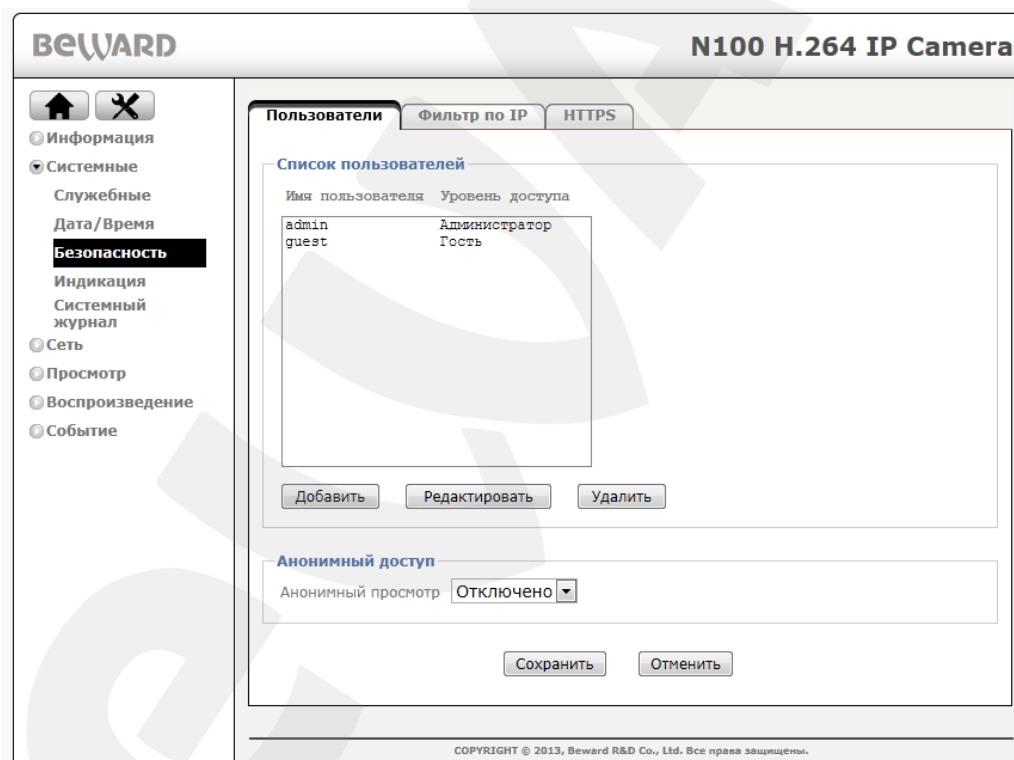 BEWARD
N100 H.264 IP Camera
Информация
Системные
Служебные
Дата/Время
Безопасность
Индикация
Системный
журнал
Сеть
Просмотр
Воспроизведение
Событие
Пользователи
Фильтр по IP
HTTPS
Список пользователей
Имя пользователя Уровень доступа
admin Администратор
guest Гость
Добавить
Редактировать
Удалить
Анонимный доступ
Анонимный просмотр Отключено
Сохранить
Отменить
COPYRIGHT © 2013, Beward R&D Co., Ltd. Все права защищены.